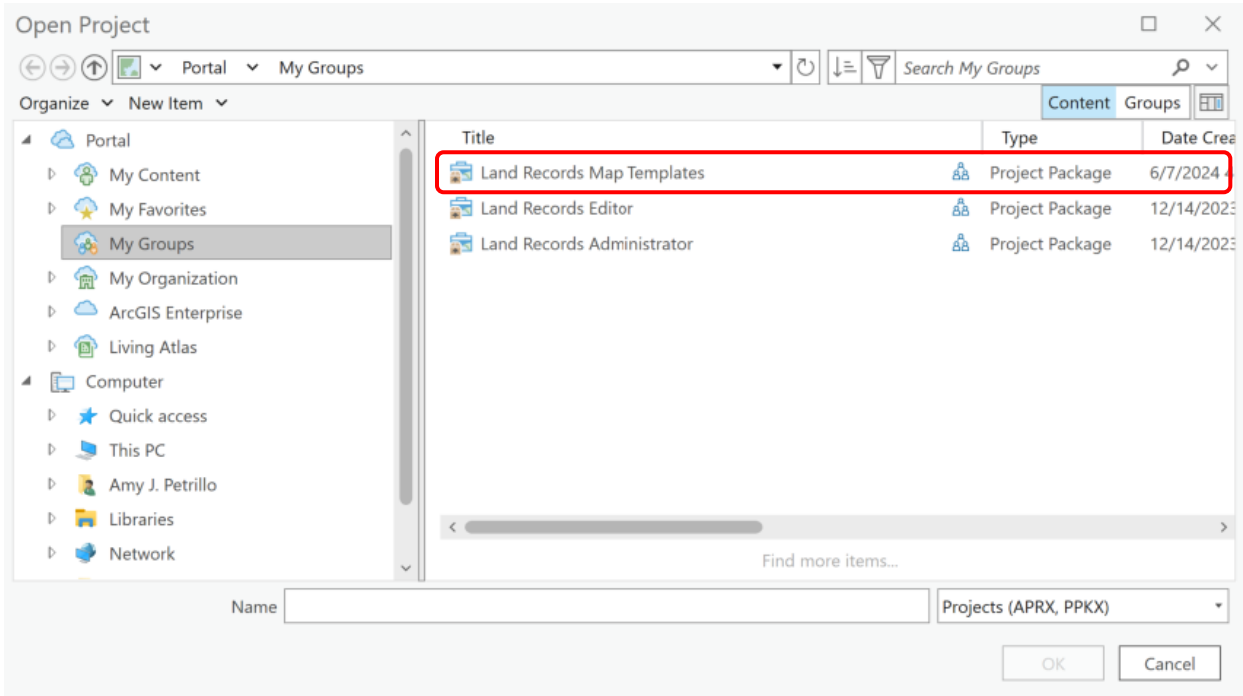 Open Project
Portal My Groups
Search My Groups
Organize New Item
Content Groups
Portal
My Content
My Favorites
My Groups
My Organization
ArcGIS Enterprise
Living Atlas
Computer
Quick access
This PC
Amy J. Petrillo
Libraries
Network
Title Type Date Crea
Land Records Map Templates Project Package 6/7/2024 4
Land Records Editor Project Package 12/14/2023
Land Records Administrator Project Package 12/14/2023
Find more items...
Name
Projects (APRX, PPKX)
OK Cancel